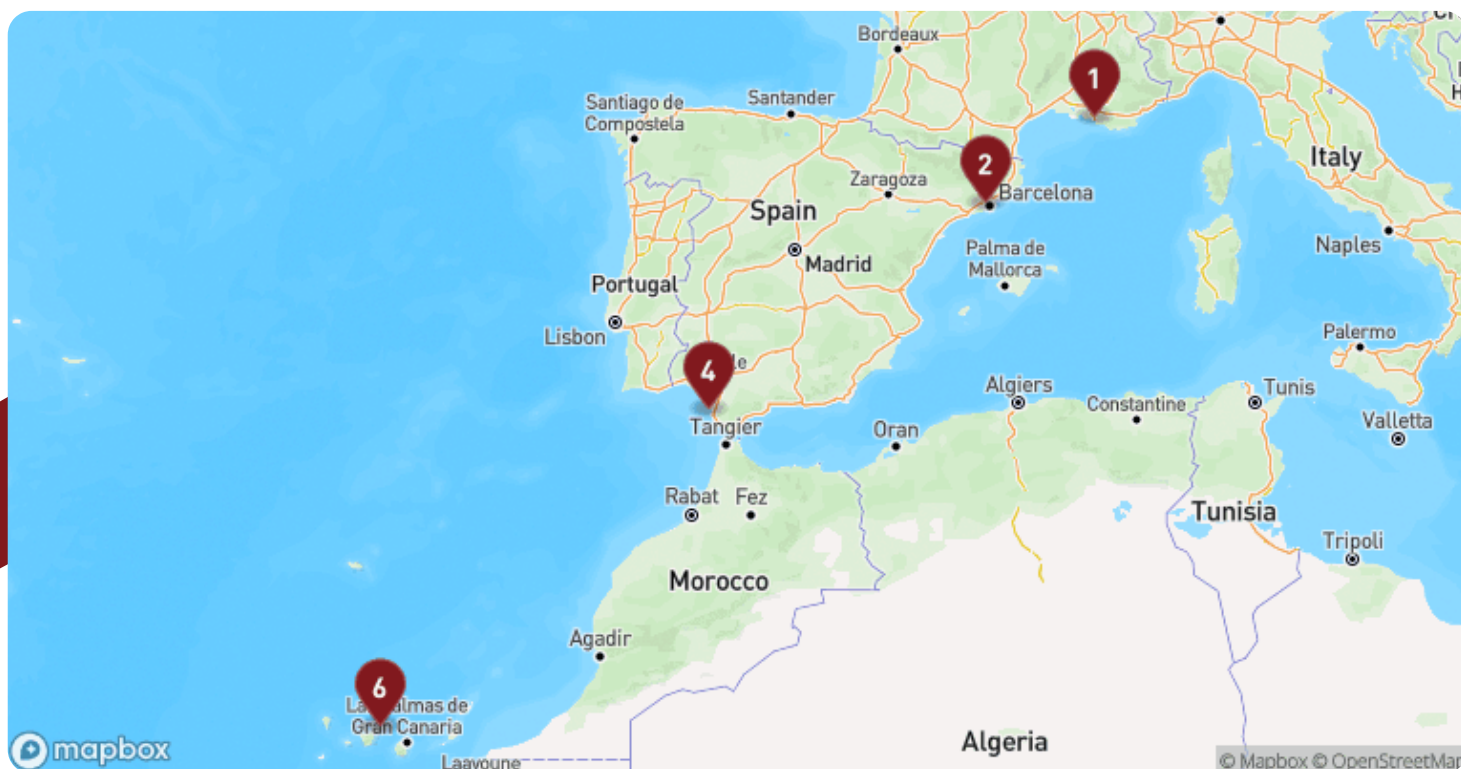 Bordeaux
1
Santiago de
Compostela
Santander
Italy
2
Zaragoza
Barcelona
Spain
Naples
Palma de
Mallorca
Madrid
Portugal
Lisbon
Palermo
4
Algiers
Tunis
Constantine
Valletta
Tangier
Oran
Rabat
Fez
Tunisia
Tripoli
Morocco
Agadir
6
Gran Canaria
Algeria
mapbox
Laayoune
© Mapbox © OpenStreetMap